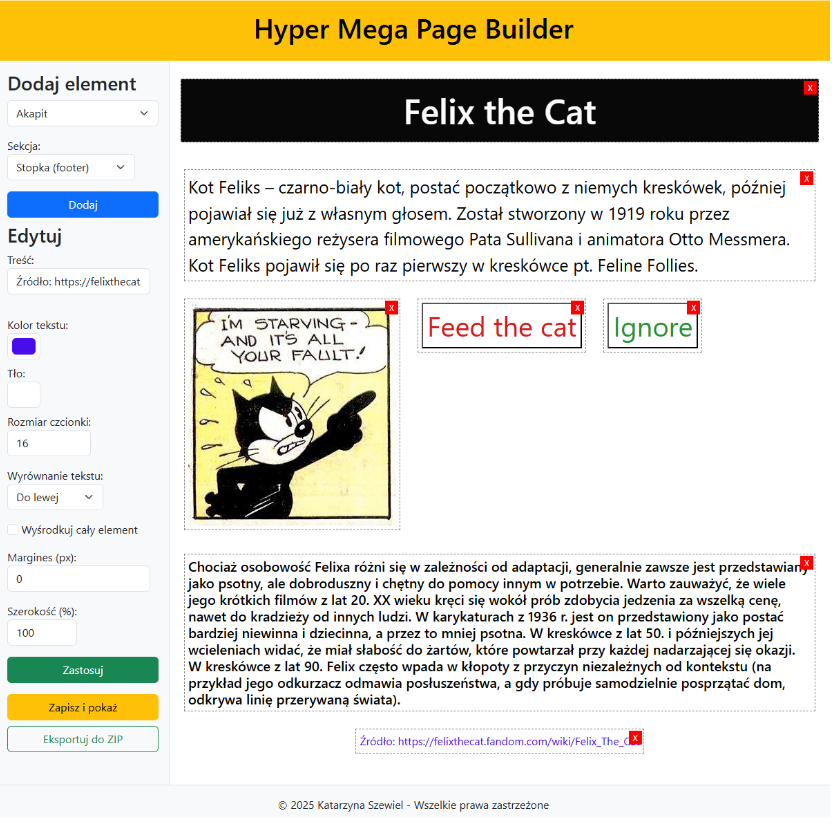 Hyper Mega Page Builder
Dodaj element
Akapit
Sekcja:
Stopka (footer)
Dodaj
Edytuj
Treść:
Źródło: https://felixthecat
Kolor tekstu:
Tło:
Rozmiar czcionki:
16
Wyrównanie tekstu:
Do lewej
Wyśrodkuj cały element
Margines (px):
0
Szerokość (%):
100
Zastosuj
Zapisz i pokaż
Eksportuj do ZIP
X
Felix the Cat
X
Kot Feliks – czarno-biały kot, postać początkowo z niemych kreskówek, później
pojawiał się już z własnym głosem. Został stworzony w 1919 roku przez
amerykańskiego reżysera filmowego Pata Sullivana i animatora Otto Messmera.
Kot Feliks pojawił się po raz pierwszy w kreskówce pt. Feline Follies.
X
I'M STARVING-
AND IT'S ALL
YOUR FAULT!
X
Feed the cat
X
Ignore
X
Chociaż osobowość Felixa różni się w zależności od adaptacji, generalnie zawsze jest przedstawiany
jako psotny, ale dobroduszny i chętny do pomocy innym w potrzebie. Warto zauważyć, że wiele
jego krótkich filmów z lat 20. XX wieku kręci się wokół prób zdobycia jedzenia za wszelką cenę,
nawet do kradzieży od innych ludzi. W karykaturach z 1936 r. jest on przedstawiony jako postać
bardziej niewinna i dziecinna, a przez to mniej psotna. W kreskówce z lat 50. i późniejszych jej
wcieleniach widać, że miał słabość do żartów, które powtarzał przy każdej nadarzającej się okazji.
W kreskówce z lat 90. Felix często wpada w kłopoty z przyczyn niezależnych od kontekstu (na
przykład jego odkurzacz odmawia posłuszeństwa, a gdy próbuje samodzielnie posprzątać dom,
odkrywa linię przerywaną świata).
X
Źródło: https://felixthecat.fandom.com/wiki/Felix_The_C
© 2025 Katarzyna Szewiel - Wszelkie prawa zastrzeżone